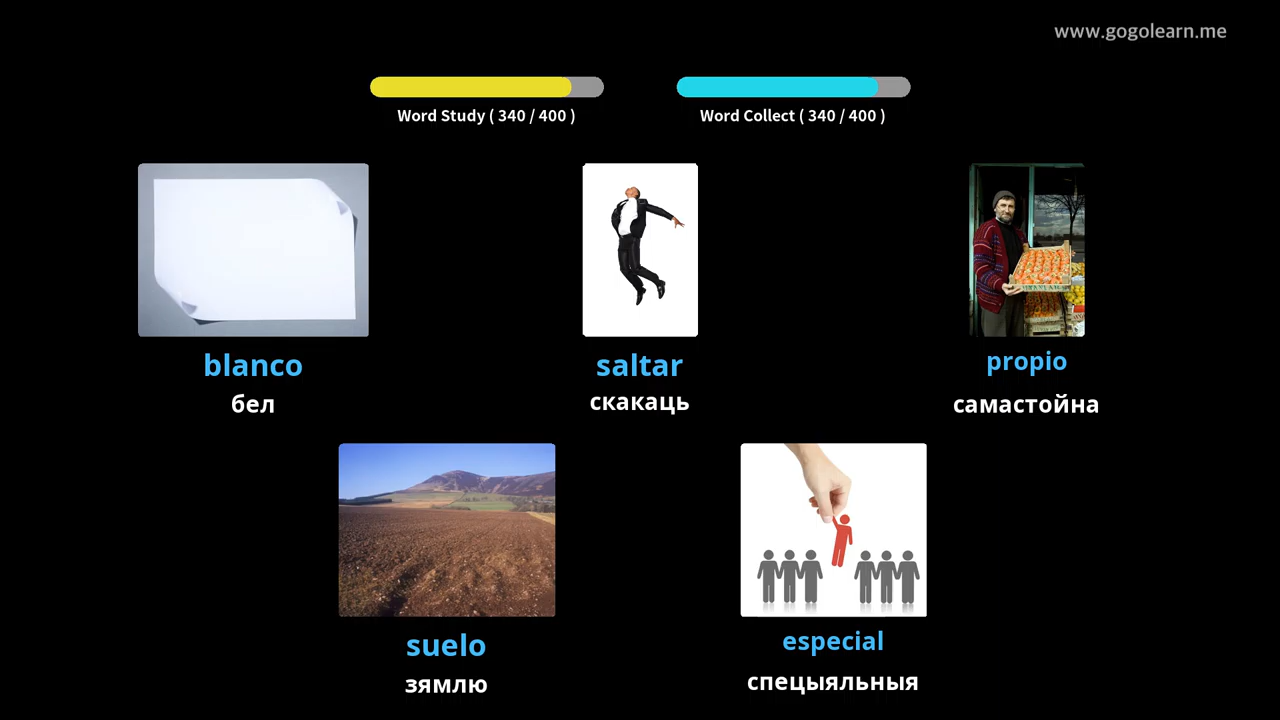 www.gogolearn.me
Word Study ( 340 / 400 )
Word Collect ( 340 / 400 )
blanco
бел
saltar
скакаць
propio
самастойна
suelo
зямлю
especial
спецыяльныя